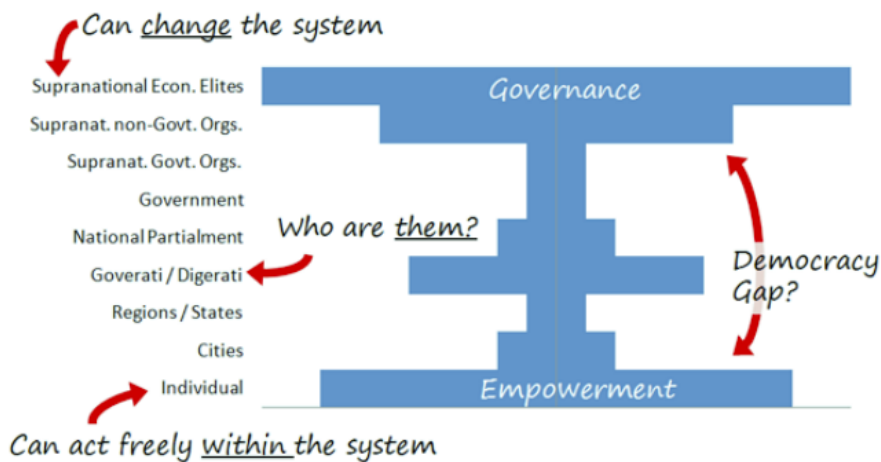 Can change the system
Supranational Econ. Elites
Governance
Supranat. non-Govt. Orgs.
Supranat. Govt. Orgs.
Government
National Partialment
Who are them?
Goverati / Digerati
Democracy
Gap?
Regions / States
Cities
Individual
Empowerment
Can act freely within the system